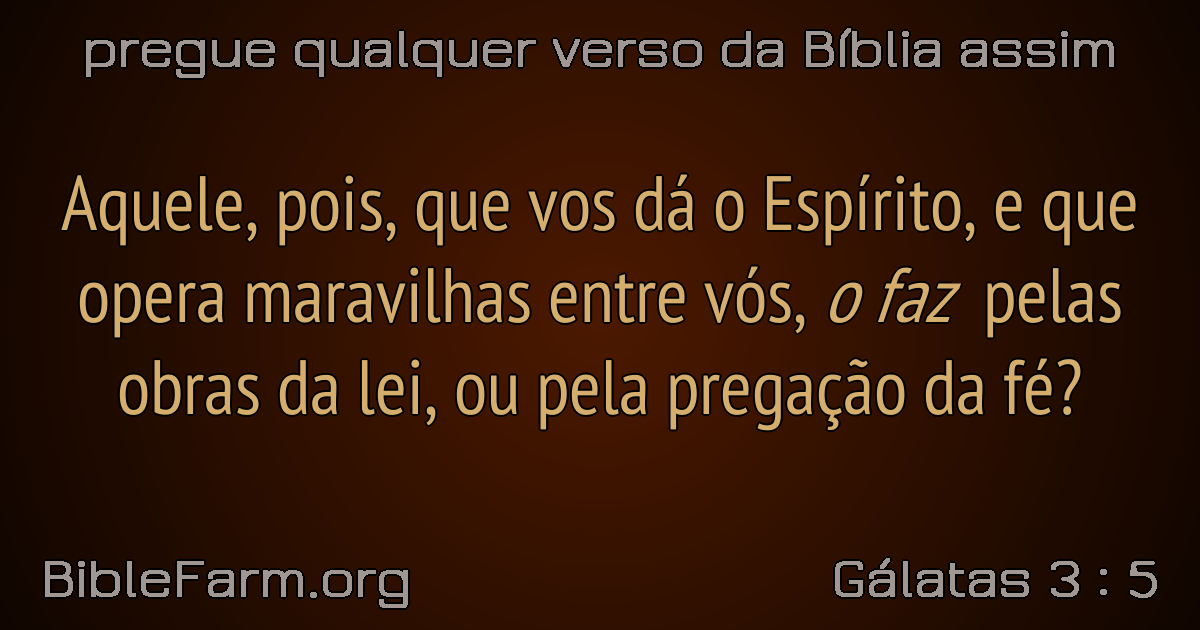 pregue qualquer verso da Bíblia assim
Aquele, pois, que vos dá o Espírito, e que
opera maravilhas entre vós, o faz pelas
obras da lei, ou pela pregação da fé?
BibleFarm.org
Gálatas 3 : 5